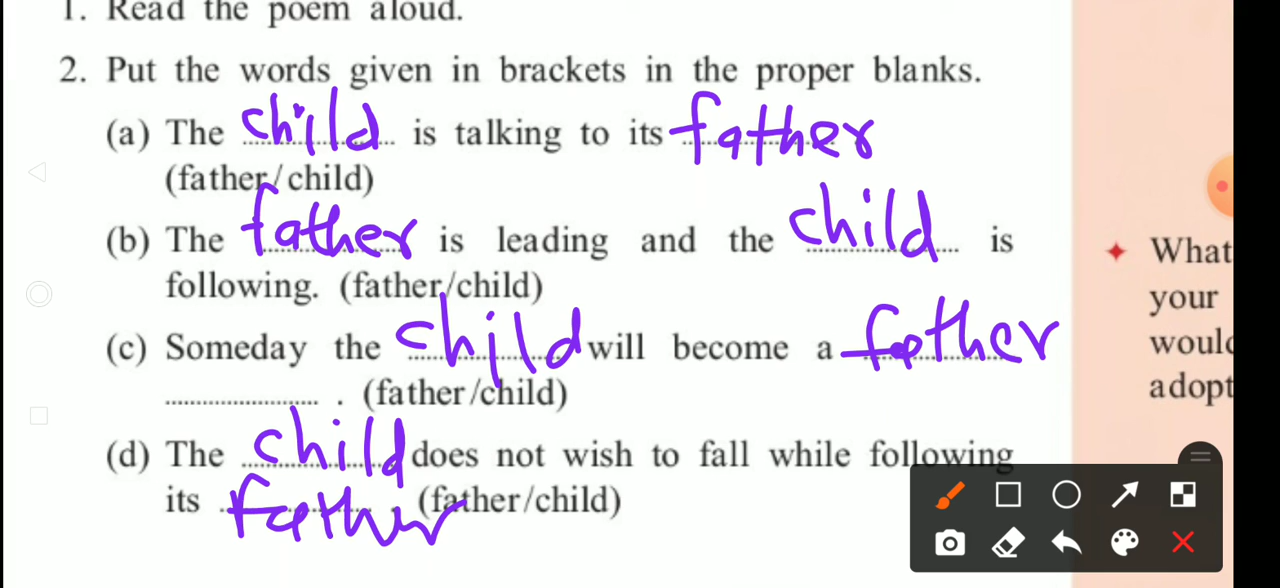 1. Read the poem aloud.
2. Put the words given in brackets in the proper blanks.
(a) The child is talking to its father
(father/child)
(b) The father is leading and the child is
following. (father/child)
(c) Someday the child will become a father
.......................... . (father/child)
(d) The child does not wish to fall while following
its father. (father/child)
What
your
would
adopt